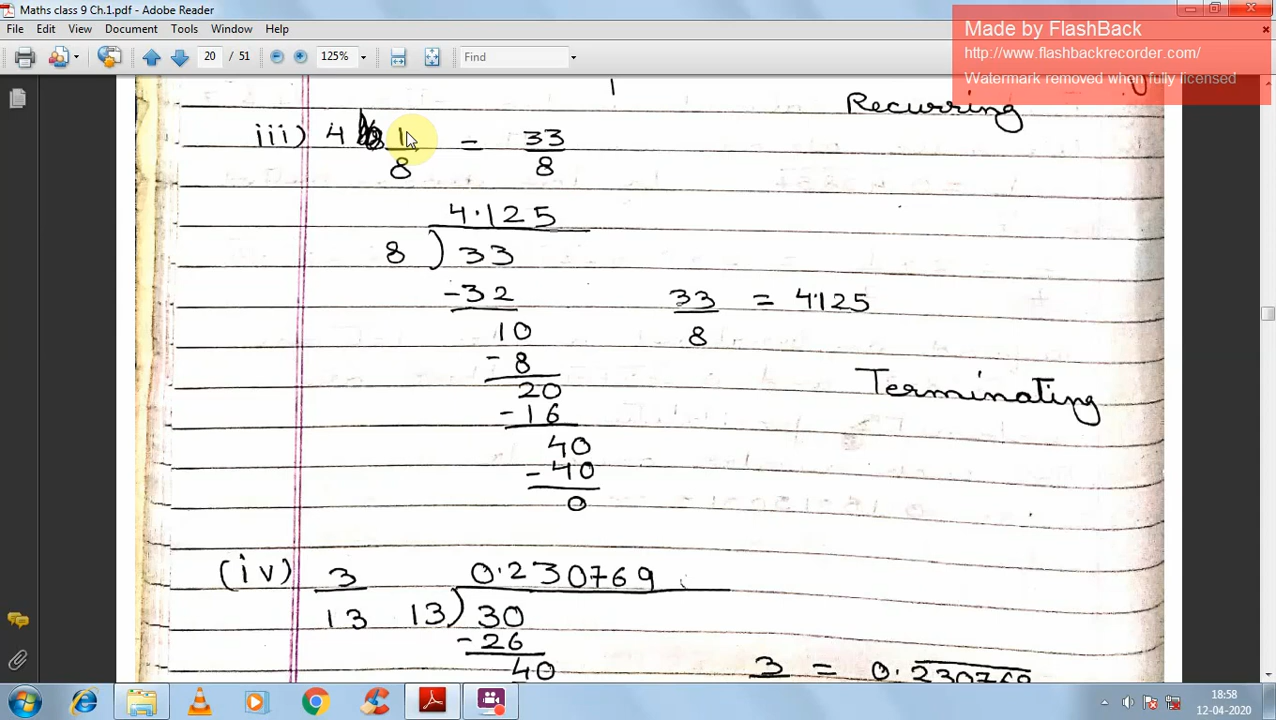 Maths class 9 Ch.1.pdf - Adobe Reader
File Edit View Document Tools Window Help
20 / 51 125% Find
Made by FlashBack
http://www.flashbackrecorder.com/
Watermark removed when fully licensed
Recurring
iii) 4 1/8 = 33/8
4.125
8 ) 33
-32
10
- 8
20
-16
40
-40
0
33/8 = 4.125
Terminating
(iv) 3/13
0.230769
13 ) 30
-26
40
3 = 0.230769
18:58
12-04-2020